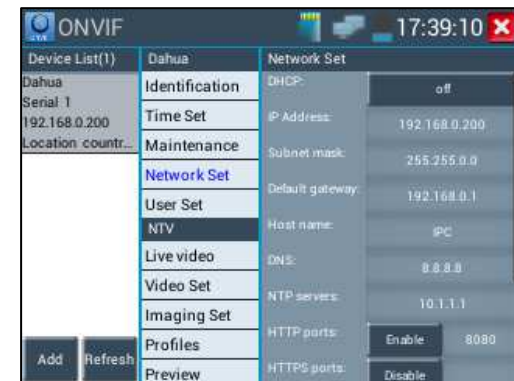 ONVIF
17:39:10
Device List(1)
Dahua
Serial 1
192.168.0.200
Location countr...
Add
Refresh
Dahua
Identification
Time Set
Maintenance
Network Set
User Set
NTV
Live video
Video Set
Imaging Set
Profiles
Preview
Network Set
DHCP: off
IP Address: 192.168.0.200
Subnet mask: 255.255.0.0
Default gateway: 192.168.0.1
Host name: IPC
DNS: 8.8.8.8
NTP servers: 10.1.1.1
HTTP ports: Enable 8080
HTTPS ports: Disable